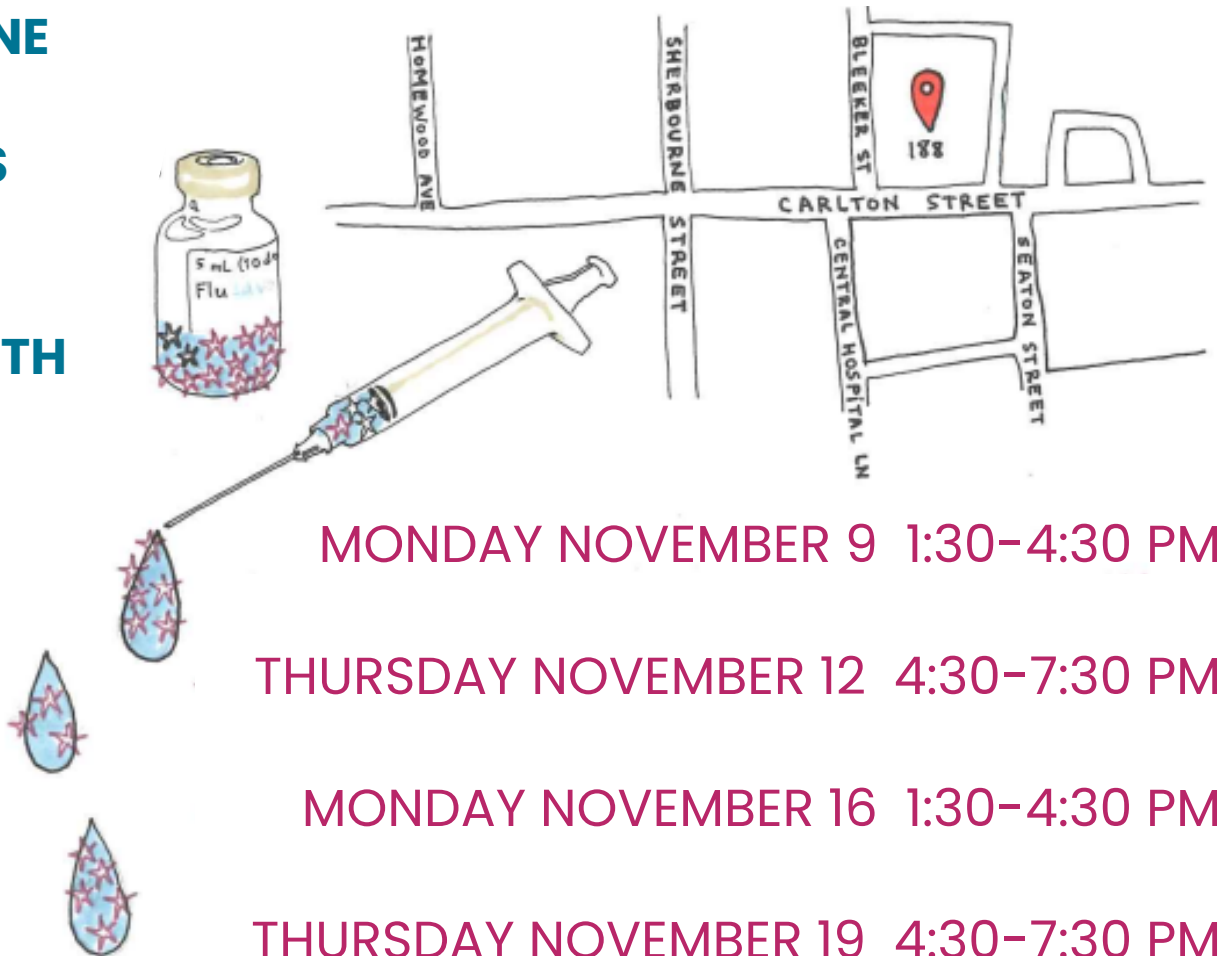 NE
S
TH
HOMEWOOD AVE
SHERBOURNE STREET
BLEEKER ST
188
CARLTON STREET
CENTRAL HOSPITAL LN
SEATON STREET
5 mL (10 do
Flu
MONDAY NOVEMBER 9 1:30-4:30 PM
THURSDAY NOVEMBER 12 4:30-7:30 PM
MONDAY NOVEMBER 16 1:30-4:30 PM
THURSDAY NOVEMBER 19 4:30-7:30 PM